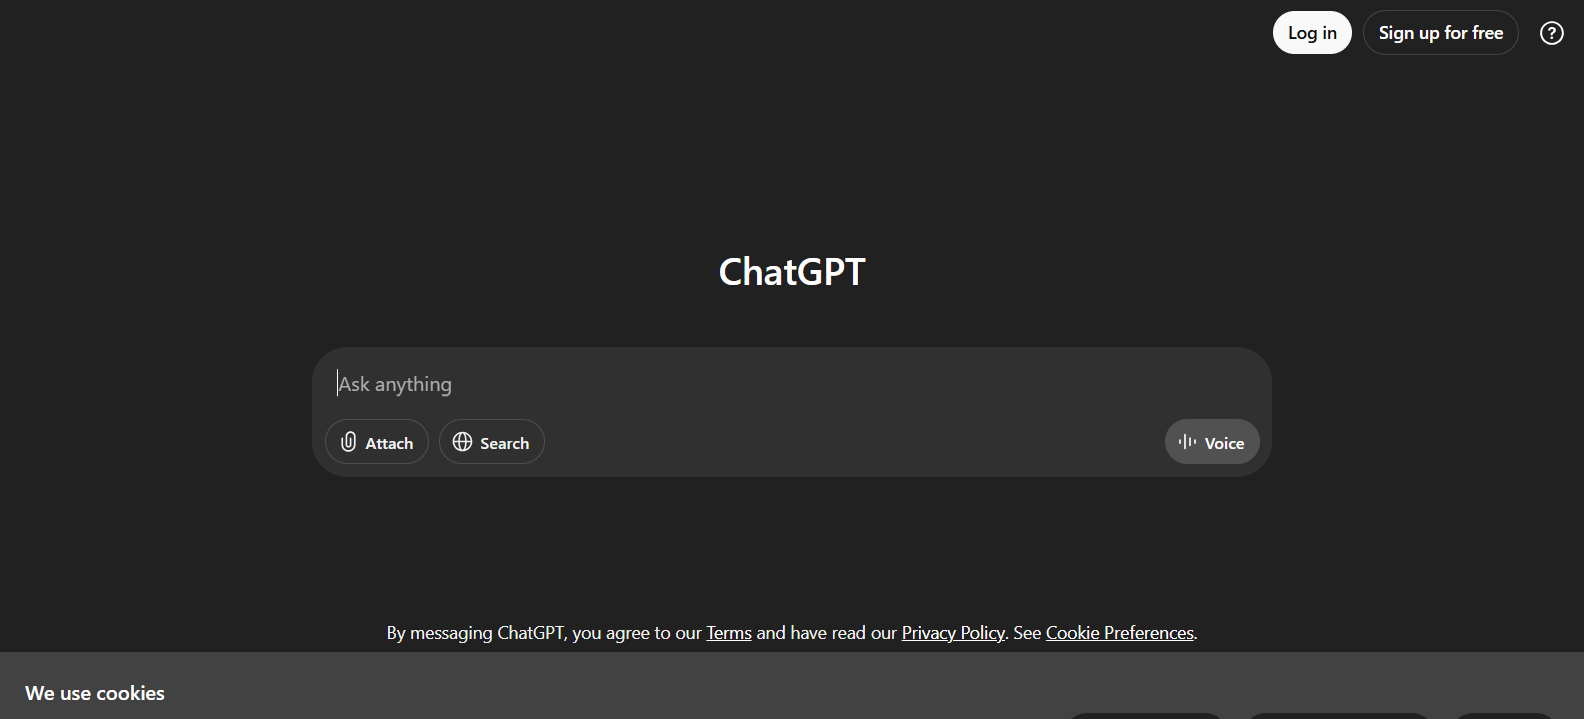 Log in
Sign up for free
?
ChatGPT
Ask anything
Attach
Search
Voice
By messaging ChatGPT, you agree to our Terms and have read our Privacy Policy. See Cookie Preferences.
We use cookies